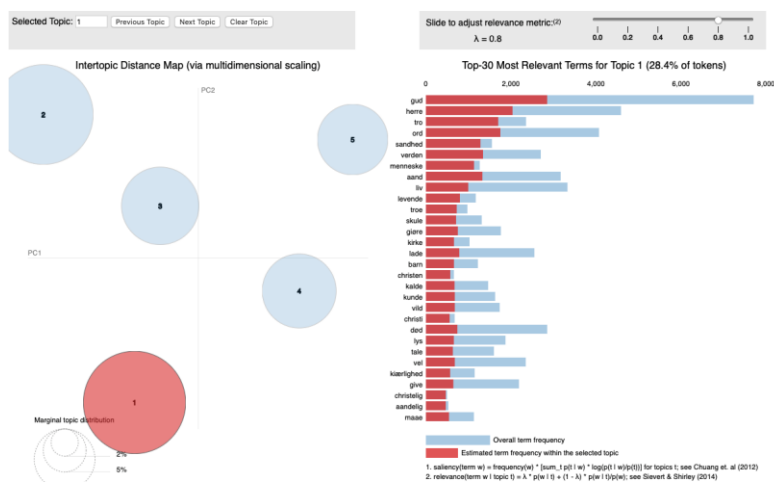 Selected Topic: 1 Previous Topic Next Topic Clear Topic
Slide to adjust relevance metric:(2)
λ = 0.8
0.0 0.2 0.4 0.6 0.8 1.0
Intertopic Distance Map (via multidimensional scaling)
PC2
PC1
2
5
3
4
1
Marginal topic distribution
2%
5%
Top-30 Most Relevant Terms for Topic 1 (28.4% of tokens)
0 2,000 4,000 6,000 8,000
gud
herre
tro
ord
sandhed
verden
menneske
aand
liv
levende
troe
skule
giøre
kirke
lade
barn
christen
kalde
kunde
vild
christi
død
lys
tale
vel
kiærlighed
give
christelig
aandelig
maae
Overall term frequency
Estimated term frequency within the selected topic
1. saliency(term w) = frequency(w) * [sum_t p(t | w) * log(p(t | w)/p(t))] for topics t; see Chuang et. al (2012)
2. relevance(term w | topic t) = λ * p(w | t) + (1 - λ) * p(w | t)/p(w); see Sievert & Shirley (2014)